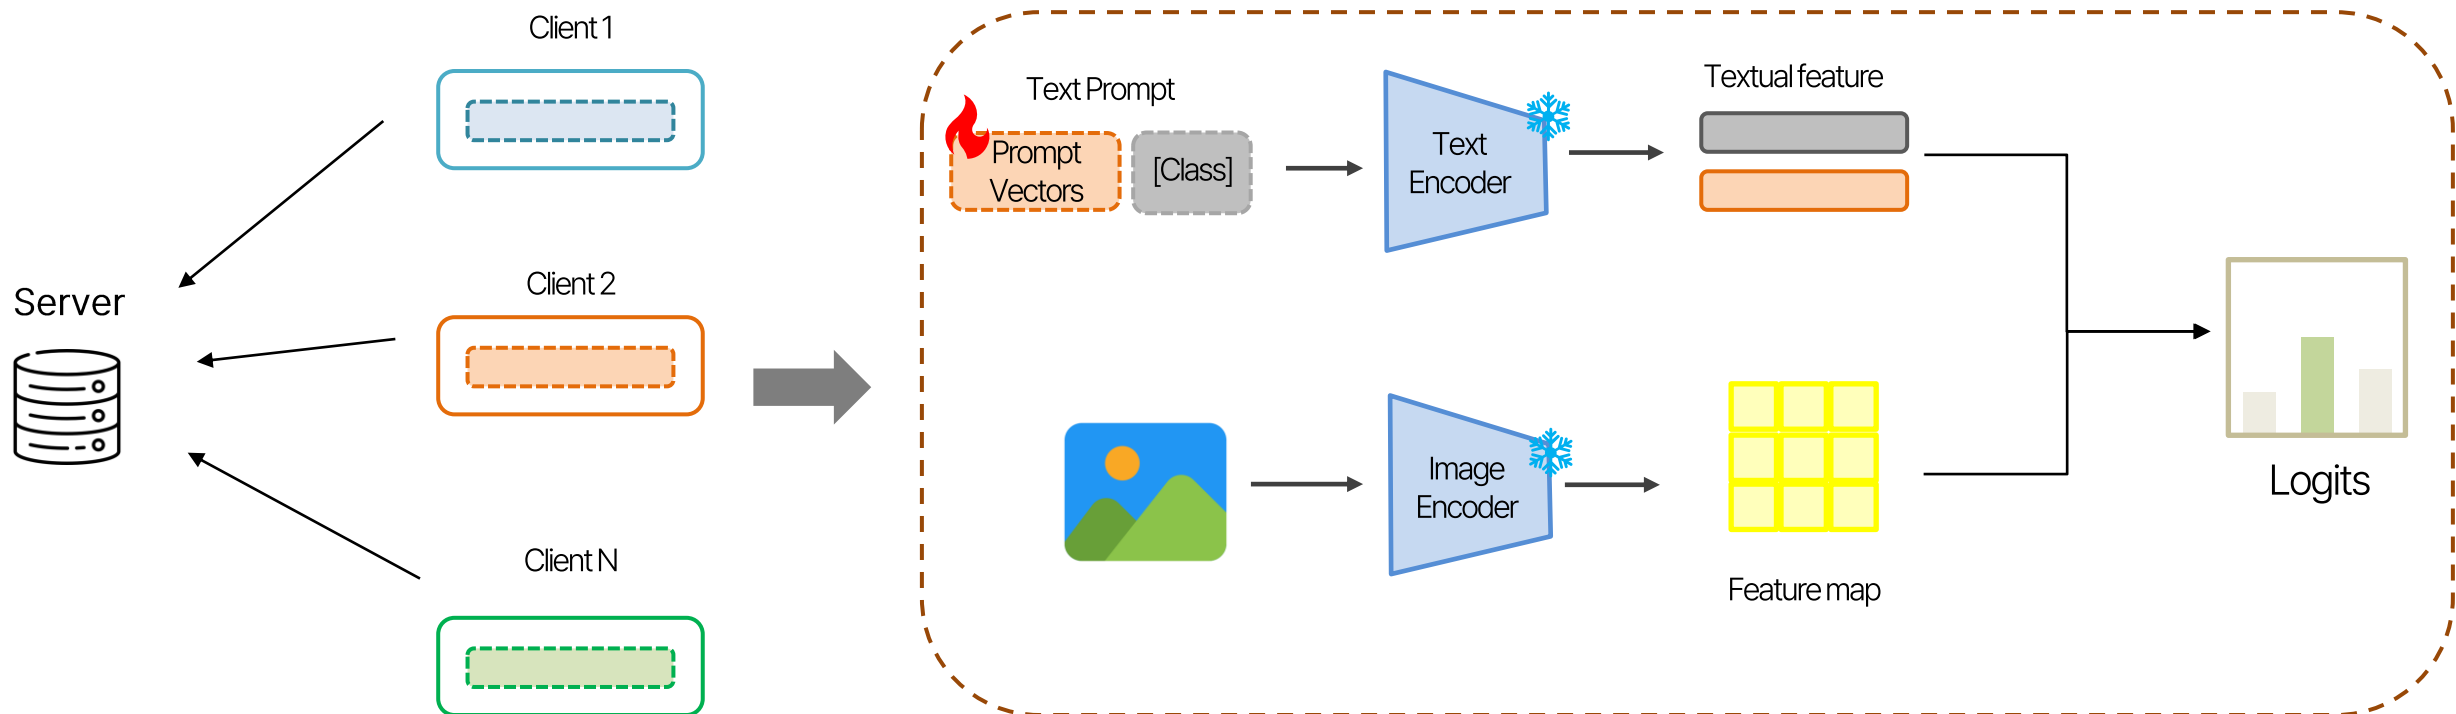 Client 1
Server
Client 2
Client N
Text Prompt
Prompt
Vectors
[Class]
Text
Encoder
Textual feature
Image
Encoder
Feature map
Logits